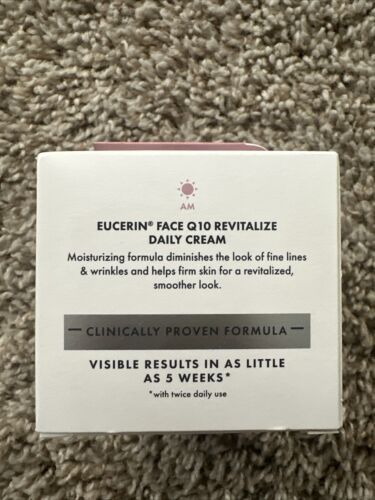 AM
EUCERIN® FACE Q10 REVITALIZE
DAILY CREAM
Moisturizing formula diminishes the look of fine lines
& wrinkles and helps firm skin for a revitalized,
smoother look.
CLINICALLY PROVEN FORMULA
VISIBLE RESULTS IN AS LITTLE
AS 5 WEEKS*
*with twice daily use